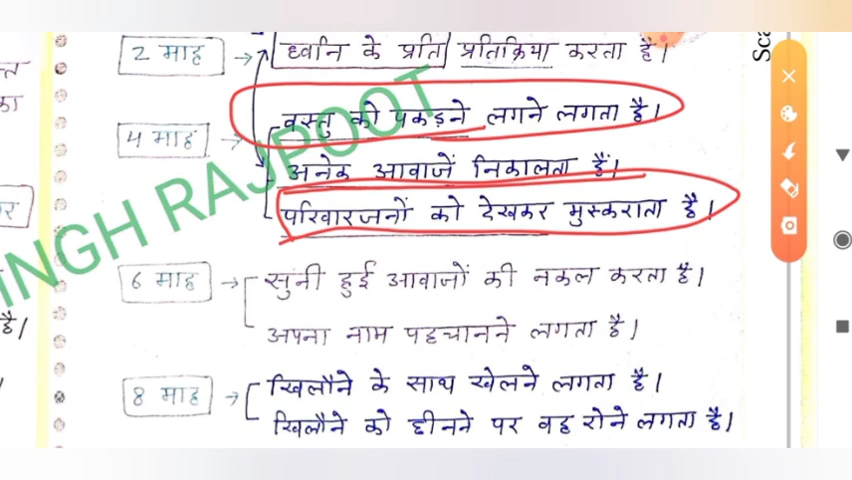 2 माह → ध्वनि के प्रति प्रतिक्रिया करता है।
वस्तु को पकड़ने लगने लगता है।
4 माह →
अनेक आवाजें निकालता है।
परिवारजनों को देखकर मुस्कराता है।
6 माह → सुनी हुई आवाजों की नकल करता है।
अपना नाम पहचानने लगता है।
8 माह → खिलौने के साथ खेलने लगता है।
खिलौने को छीनने पर वह रोने लगता है।
INGH RAJPOOT
का
है।